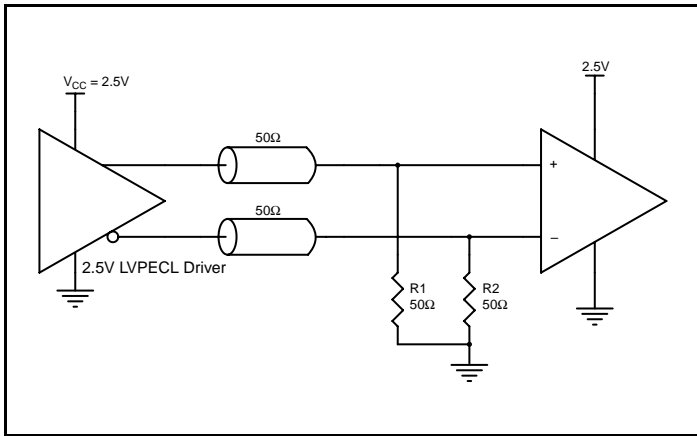 V_CC = 2.5V
2.5V
50Ω
+
50Ω
–
2.5V LVPECL Driver
R1
50Ω
R2
50Ω